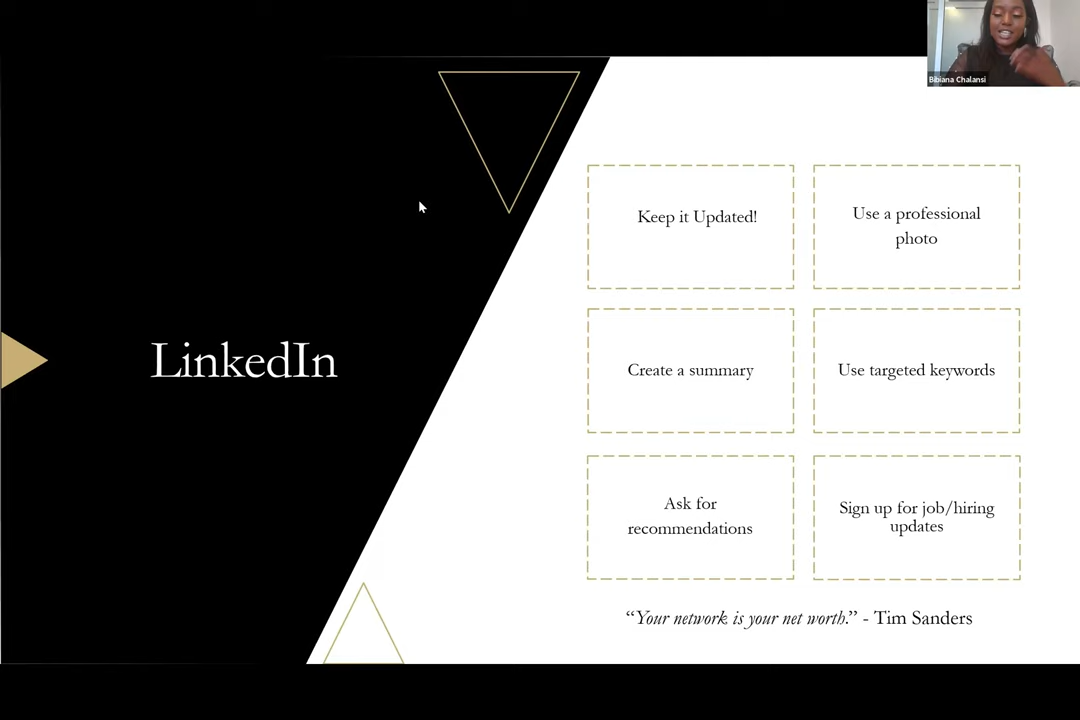 Bibiana Chalansi
LinkedIn
Keep it Updated!
Use a professional
photo
Create a summary
Use targeted keywords
Ask for
recommendations
Sign up for job/hiring
updates
“Your network is your net worth.” - Tim Sanders